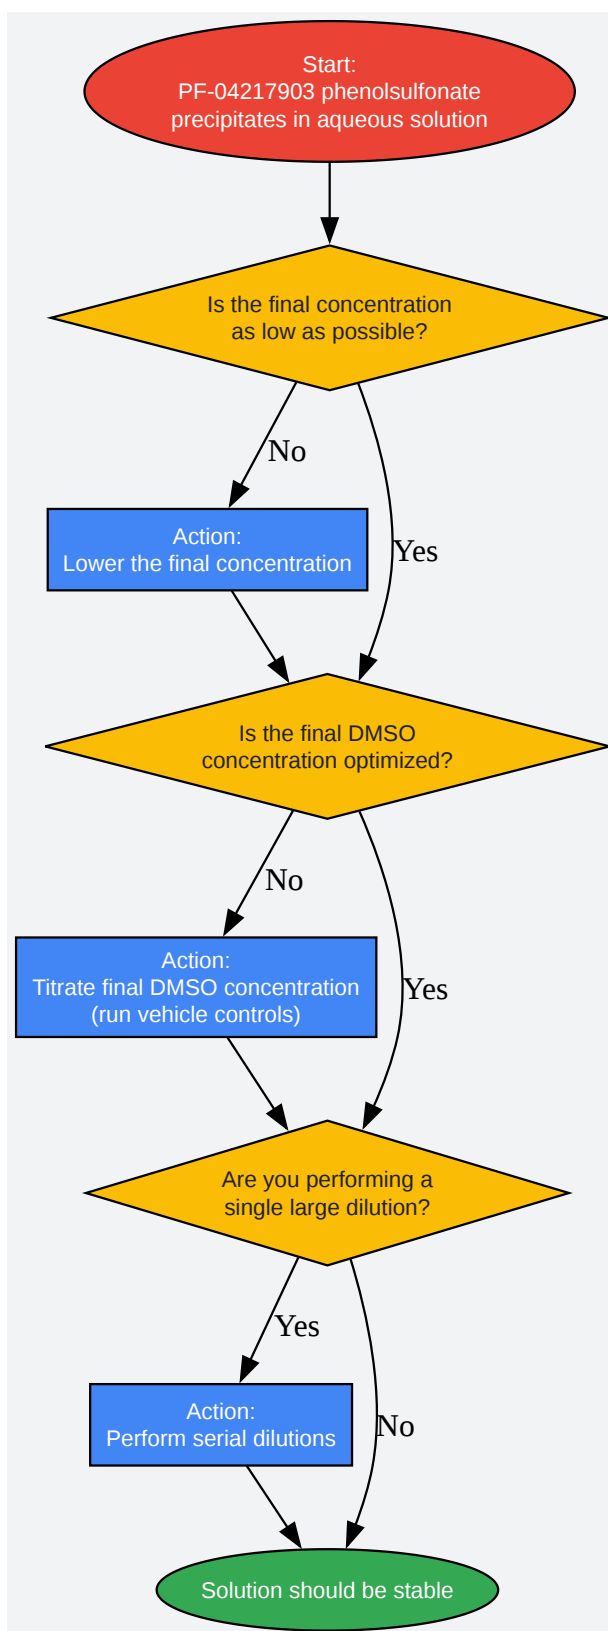 Start:
PF-04217903 phenolsulfonate
precipitates in aqueous solution
Is the final concentration
as low as possible?
No
Yes
Action:
Lower the final concentration
Is the final DMSO
concentration optimized?
No
Yes
Action:
Titrate final DMSO concentration
(run vehicle controls)
Are you performing a
single large dilution?
Yes
No
Action:
Perform serial dilutions
Solution should be stable